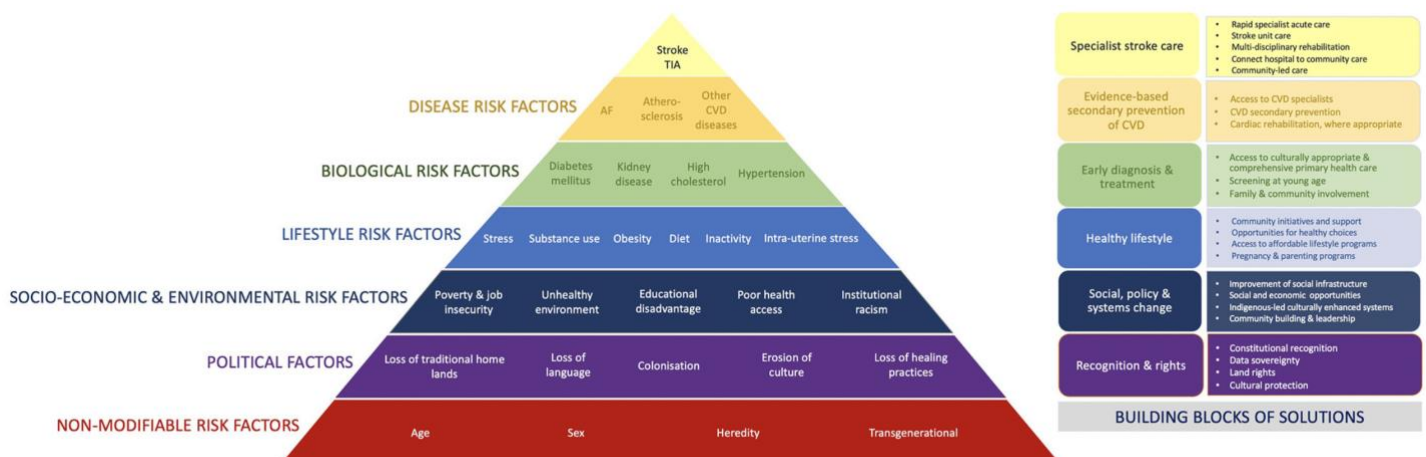 Stroke
TIA
DISEASE RISK FACTORS
AF
Athero-
sclerosis
Other
CVD
diseases
BIOLOGICAL RISK FACTORS
Diabetes
mellitus
Kidney
disease
High
cholesterol
Hypertension
LIFESTYLE RISK FACTORS
Stress
Substance use
Obesity
Diet
Inactivity
Intra-uterine stress
SOCIO-ECONOMIC & ENVIRONMENTAL RISK FACTORS
Poverty & job
insecurity
Unhealthy
environment
Educational
disadvantage
Poor health
access
Institutional
racism
POLITICAL FACTORS
Loss of traditional home
lands
Loss of
language
Colonisation
Erosion of
culture
Loss of healing
practices
NON-MODIFIABLE RISK FACTORS
Age
Sex
Heredity
Transgenerational
Specialist stroke care
• Rapid specialist acute care
• Stroke unit care
• Multi-disciplinary rehabilitation
• Connect hospital to community care
• Community-led care
Evidence-based
secondary prevention
of CVD
• Access to CVD specialists
• CVD secondary prevention
• Cardiac rehabilitation, where appropriate
Early diagnosis &
treatment
• Access to culturally appropriate &
comprehensive primary health care
• Screening at young age
• Family & community involvement
Healthy lifestyle
• Community initiatives and support
• Opportunities for healthy choices
• Access to affordable lifestyle programs
• Pregnancy & parenting programs
Social, policy &
systems change
• Improvement of social infrastructure
• Social and economic opportunities
• Indigenous-led culturally enhanced systems
• Community building & leadership
Recognition & rights
• Constitutional recognition
• Data sovereignty
• Land rights
• Cultural protection
BUILDING BLOCKS OF SOLUTIONS